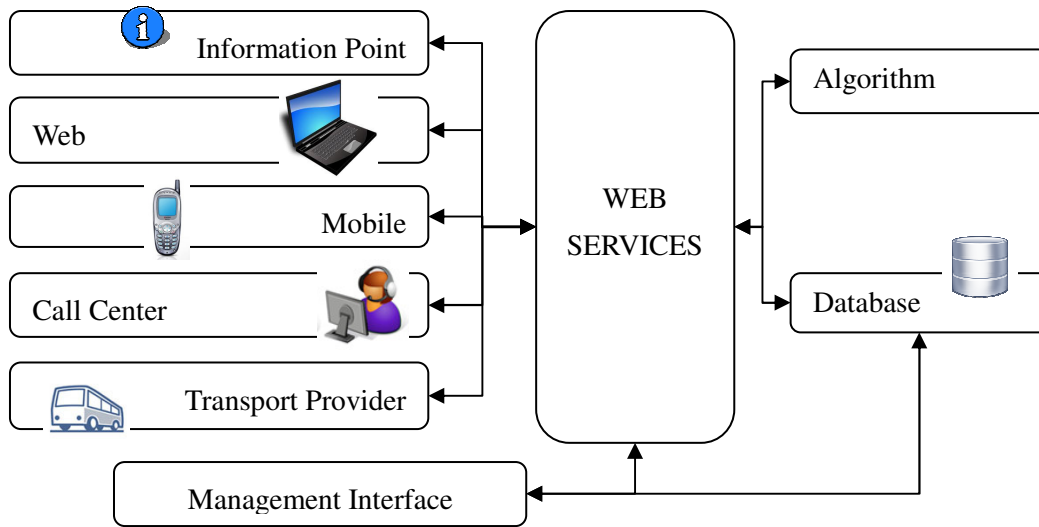 i
Information Point
Web
Mobile
Call Center
Transport Provider
Management Interface
WEB
SERVICES
Algorithm
Database